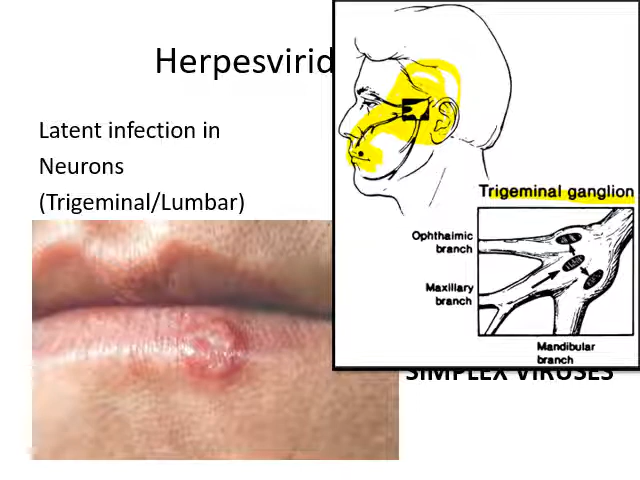 Herpesvirid
Latent infection in
Neurons
(Trigeminal/Lumbar)
Trigeminal ganglion
Ophthalmic
branch
Maxillary
branch
Mandibular
branch
SIMPLEX VIRUSES